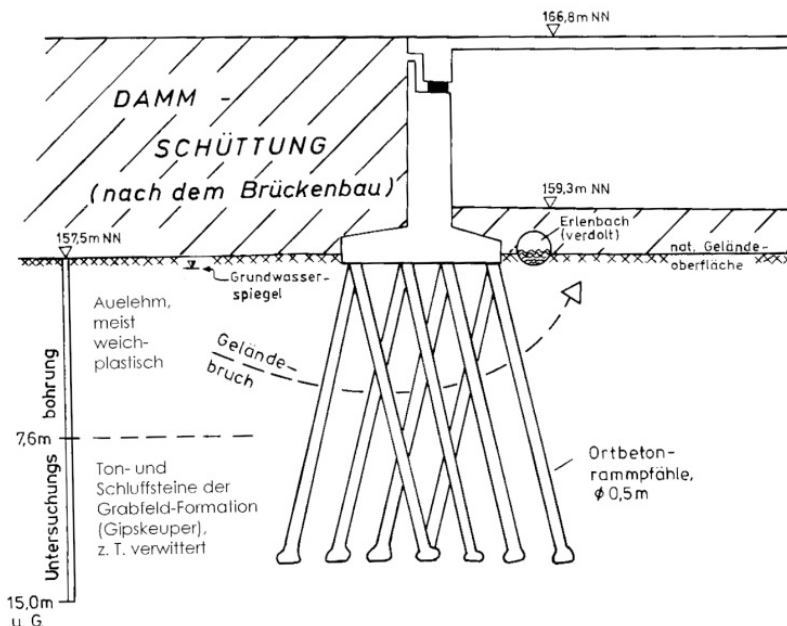 166,8m NN
DAMM -
SCHÜTTUNG
(nach dem Brückenbau)
159,3m NN
Erlenbach
(verdolt)
157,5m NN
nat. Gelände-
oberfläche
Grundwasser-
spiegel
Auelehm,
meist
weich-
plastisch
Gelände-
bruch
Untersuchungs bohrung
7,6m
Ton- und
Schluffsteine der
Grabfeld-Formation
(Gipskeuper),
z. T. verwittert
Ortbeton-
rammpfähle,
ϕ 0,5m
15,0m
u. G.